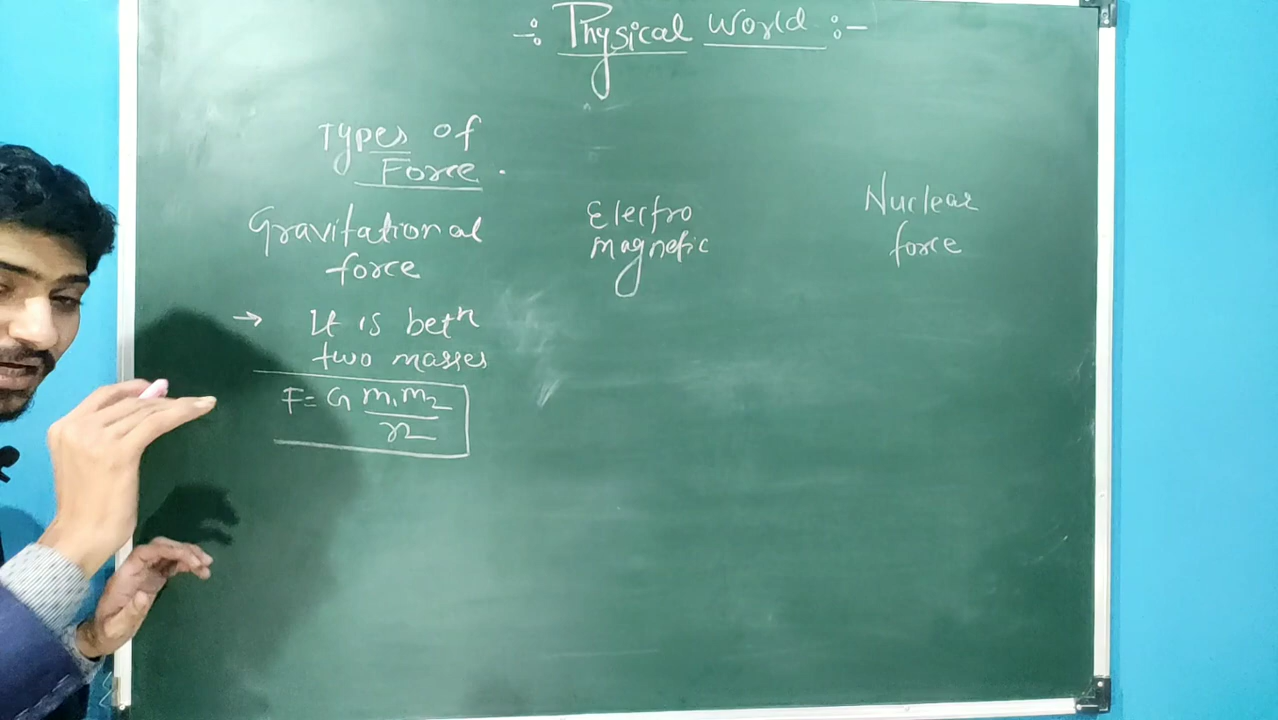 -: Physical World :-
Types of
Force.
Gravitational
force
→ It is betn
two masses
F = G m1m2/r2
Electro
magnetic
Nuclear
force